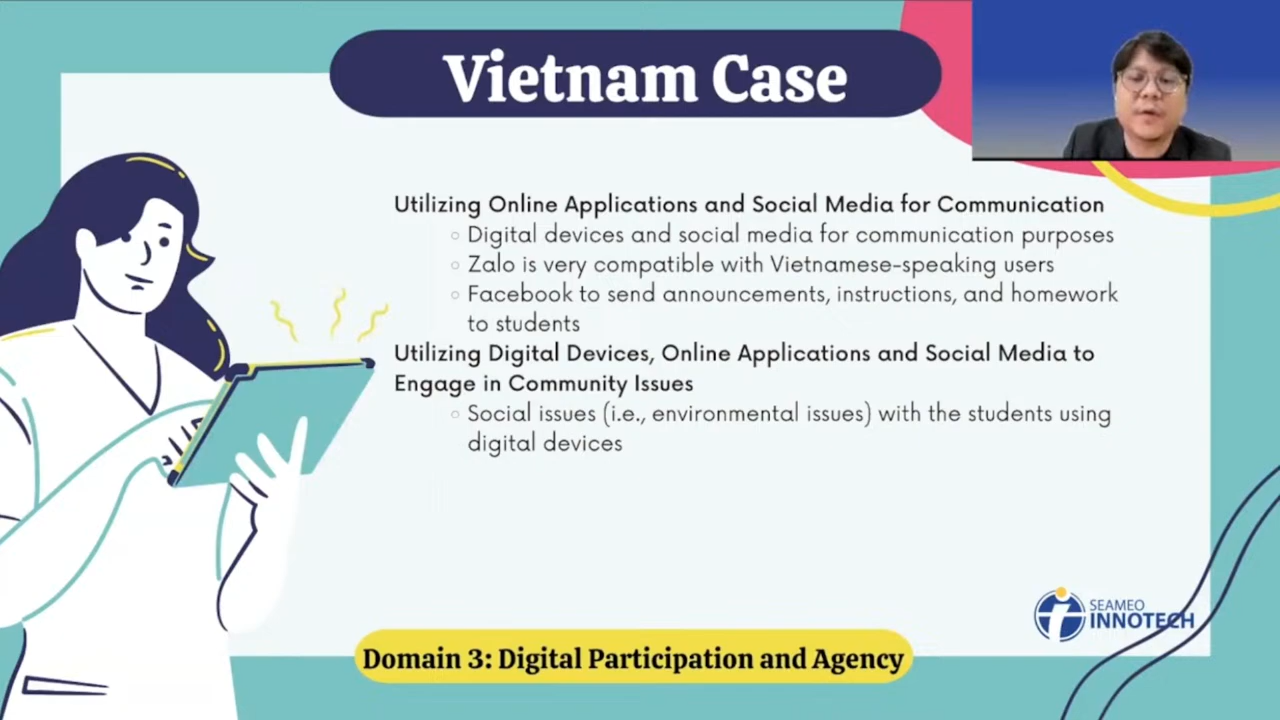 Vietnam Case
Utilizing Online Applications and Social Media for Communication
◦ Digital devices and social media for communication purposes
◦ Zalo is very compatible with Vietnamese-speaking users
◦ Facebook to send announcements, instructions, and homework
to students
Utilizing Digital Devices, Online Applications and Social Media to
Engage in Community Issues
◦ Social issues (i.e., environmental issues) with the students using
digital devices
SEAMEO
INNOTECH
Domain 3: Digital Participation and Agency